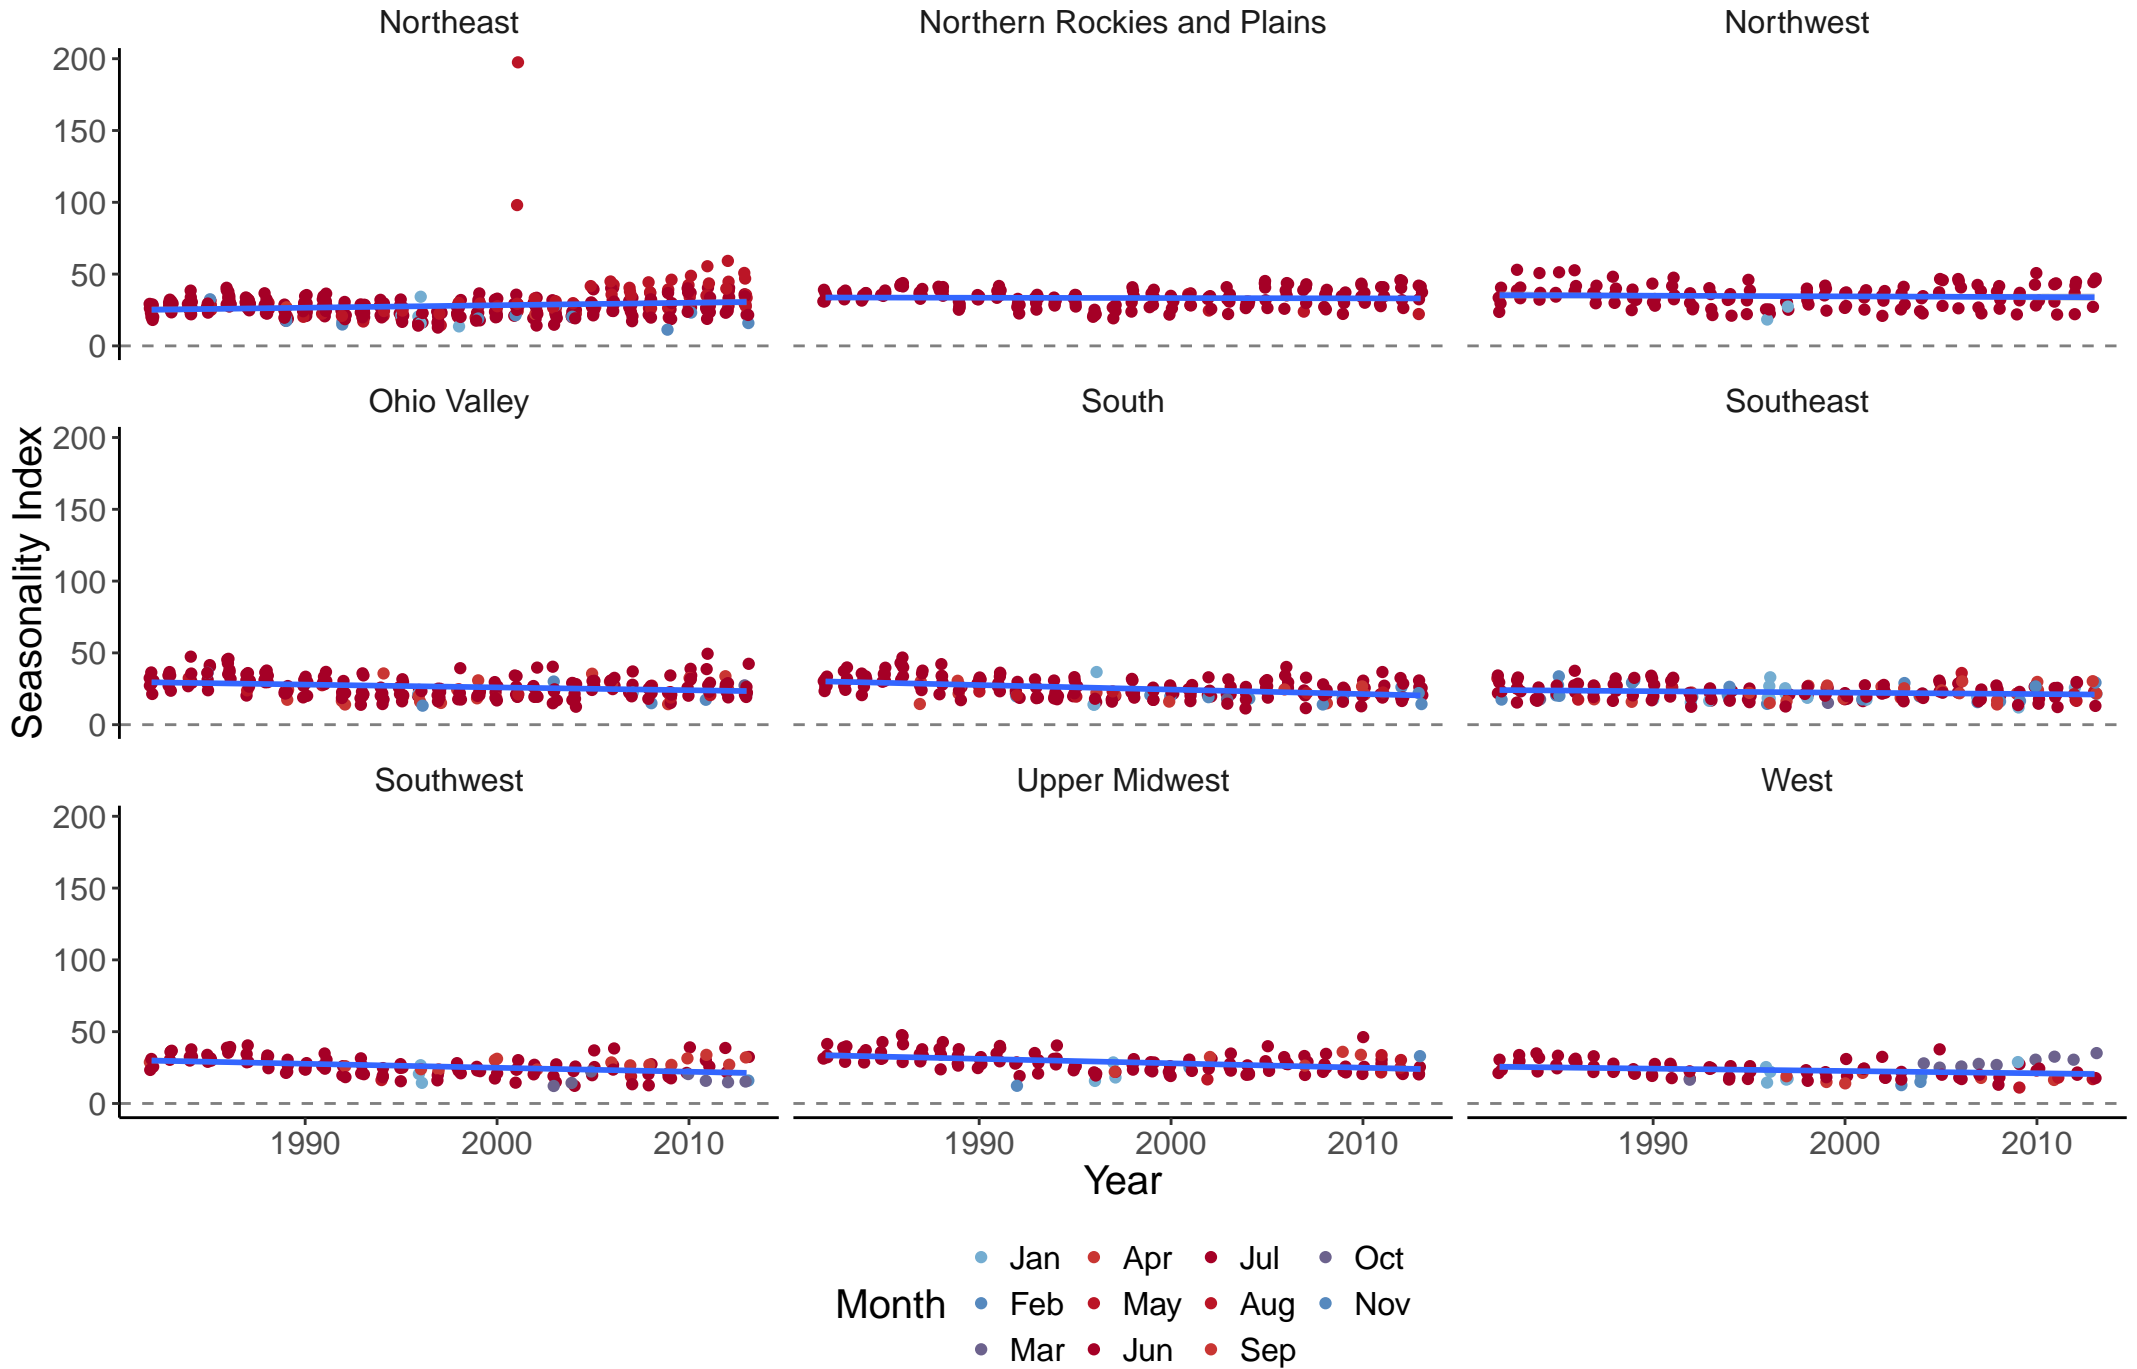 Northeast Northern Rockies and Plains Northwest
200
150
100
50
0
Ohio Valley South Southeast
200
150
100
50
0
Seasonality Index
Southwest Upper Midwest West
200
150
100
50
0
1990 2000 2010 1990 2000 2010 1990 2000 2010
Year
Jan Apr Jul Oct
Month Feb May Aug Nov
Mar Jun Sep